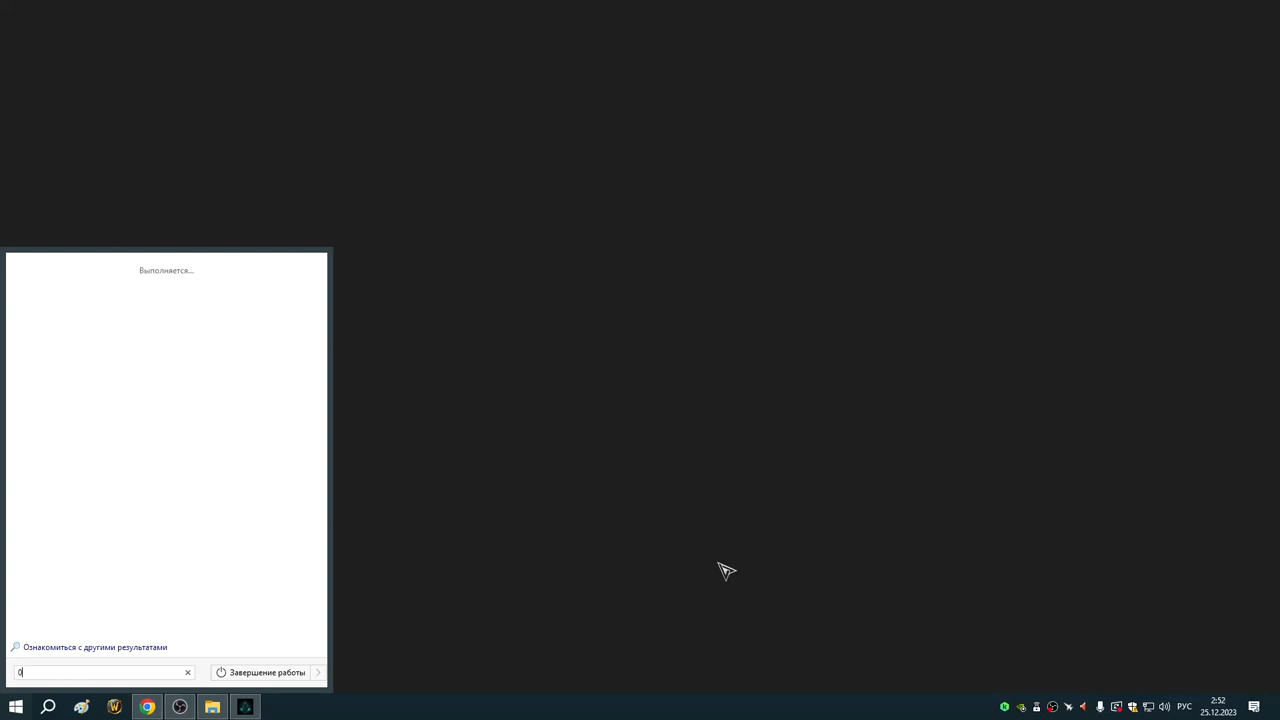 Выполняется...
Ознакомиться с другими результатами
0
Завершение работы
РУС
2:52
25.12.2023